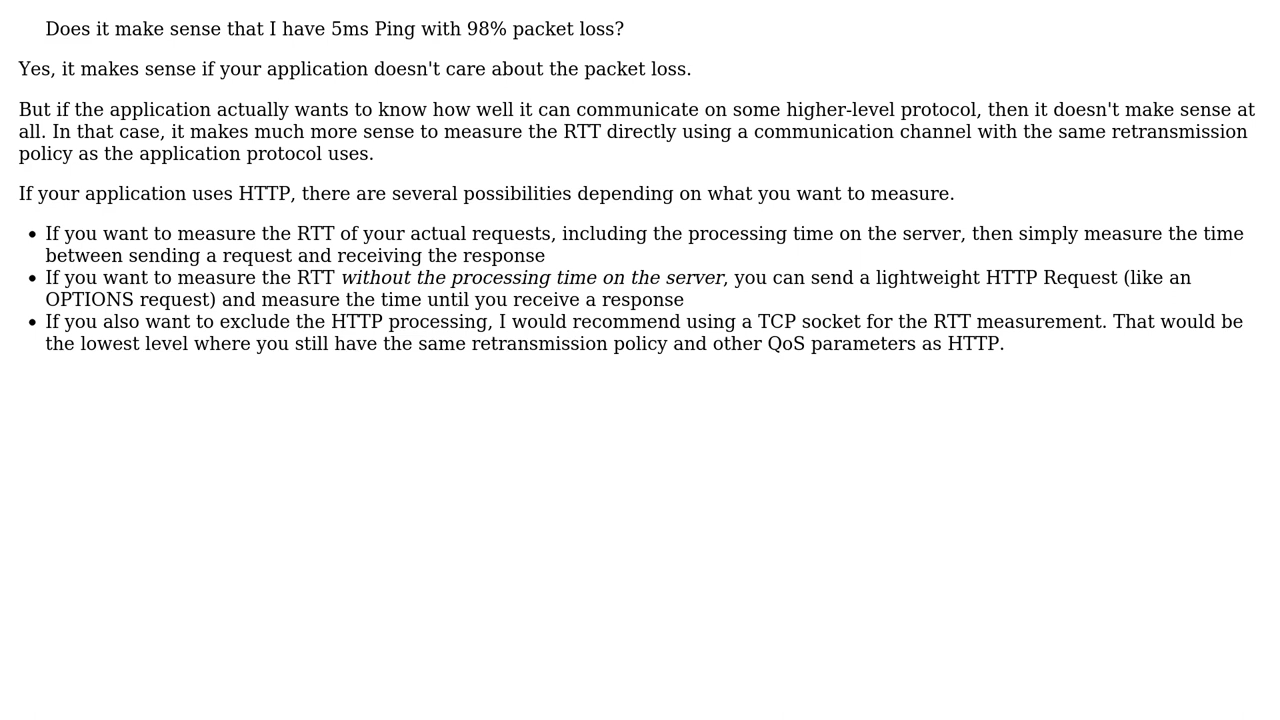 Does it make sense that I have 5ms Ping with 98% packet loss?
Yes, it makes sense if your application doesn't care about the packet loss.
But if the application actually wants to know how well it can communicate on some higher-level protocol, then it doesn't make sense at
all. In that case, it makes much more sense to measure the RTT directly using a communication channel with the same retransmission
policy as the application protocol uses.
If your application uses HTTP, there are several possibilities depending on what you want to measure.
• If you want to measure the RTT of your actual requests, including the processing time on the server, then simply measure the time
between sending a request and receiving the response
• If you want to measure the RTT without the processing time on the server, you can send a lightweight HTTP Request (like an
OPTIONS request) and measure the time until you receive a response
• If you also want to exclude the HTTP processing, I would recommend using a TCP socket for the RTT measurement. That would be
the lowest level where you still have the same retransmission policy and other QoS parameters as HTTP.